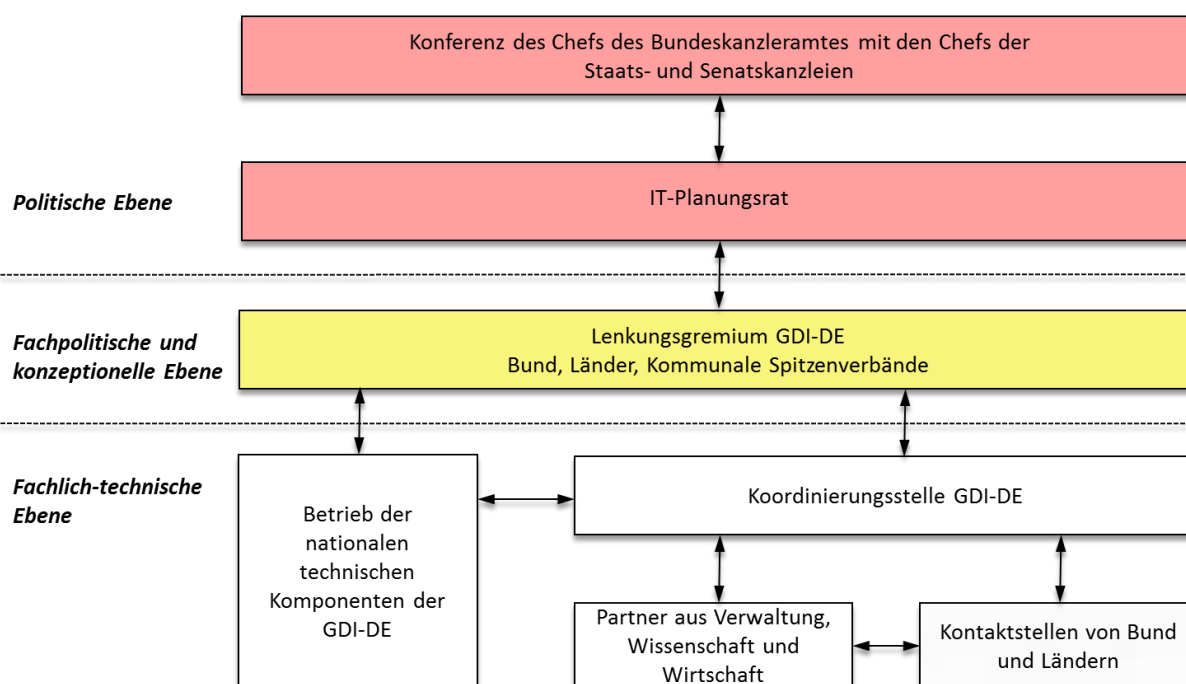 Konferenz des Chefs des Bundeskanzleramtes mit den Chefs der
Staats- und Senatskanzleien
Politische Ebene
IT-Planungsrat
Fachpolitische und
konzeptionelle Ebene
Lenkungsgremium GDI-DE
Bund, Länder, Kommunale Spitzenverbände
Fachlich-technische
Ebene
Betrieb der
nationalen
technischen
Komponenten der
GDI-DE
Koordinierungsstelle GDI-DE
Partner aus Verwaltung,
Wissenschaft und
Wirtschaft
Kontaktstellen von Bund
und Ländern